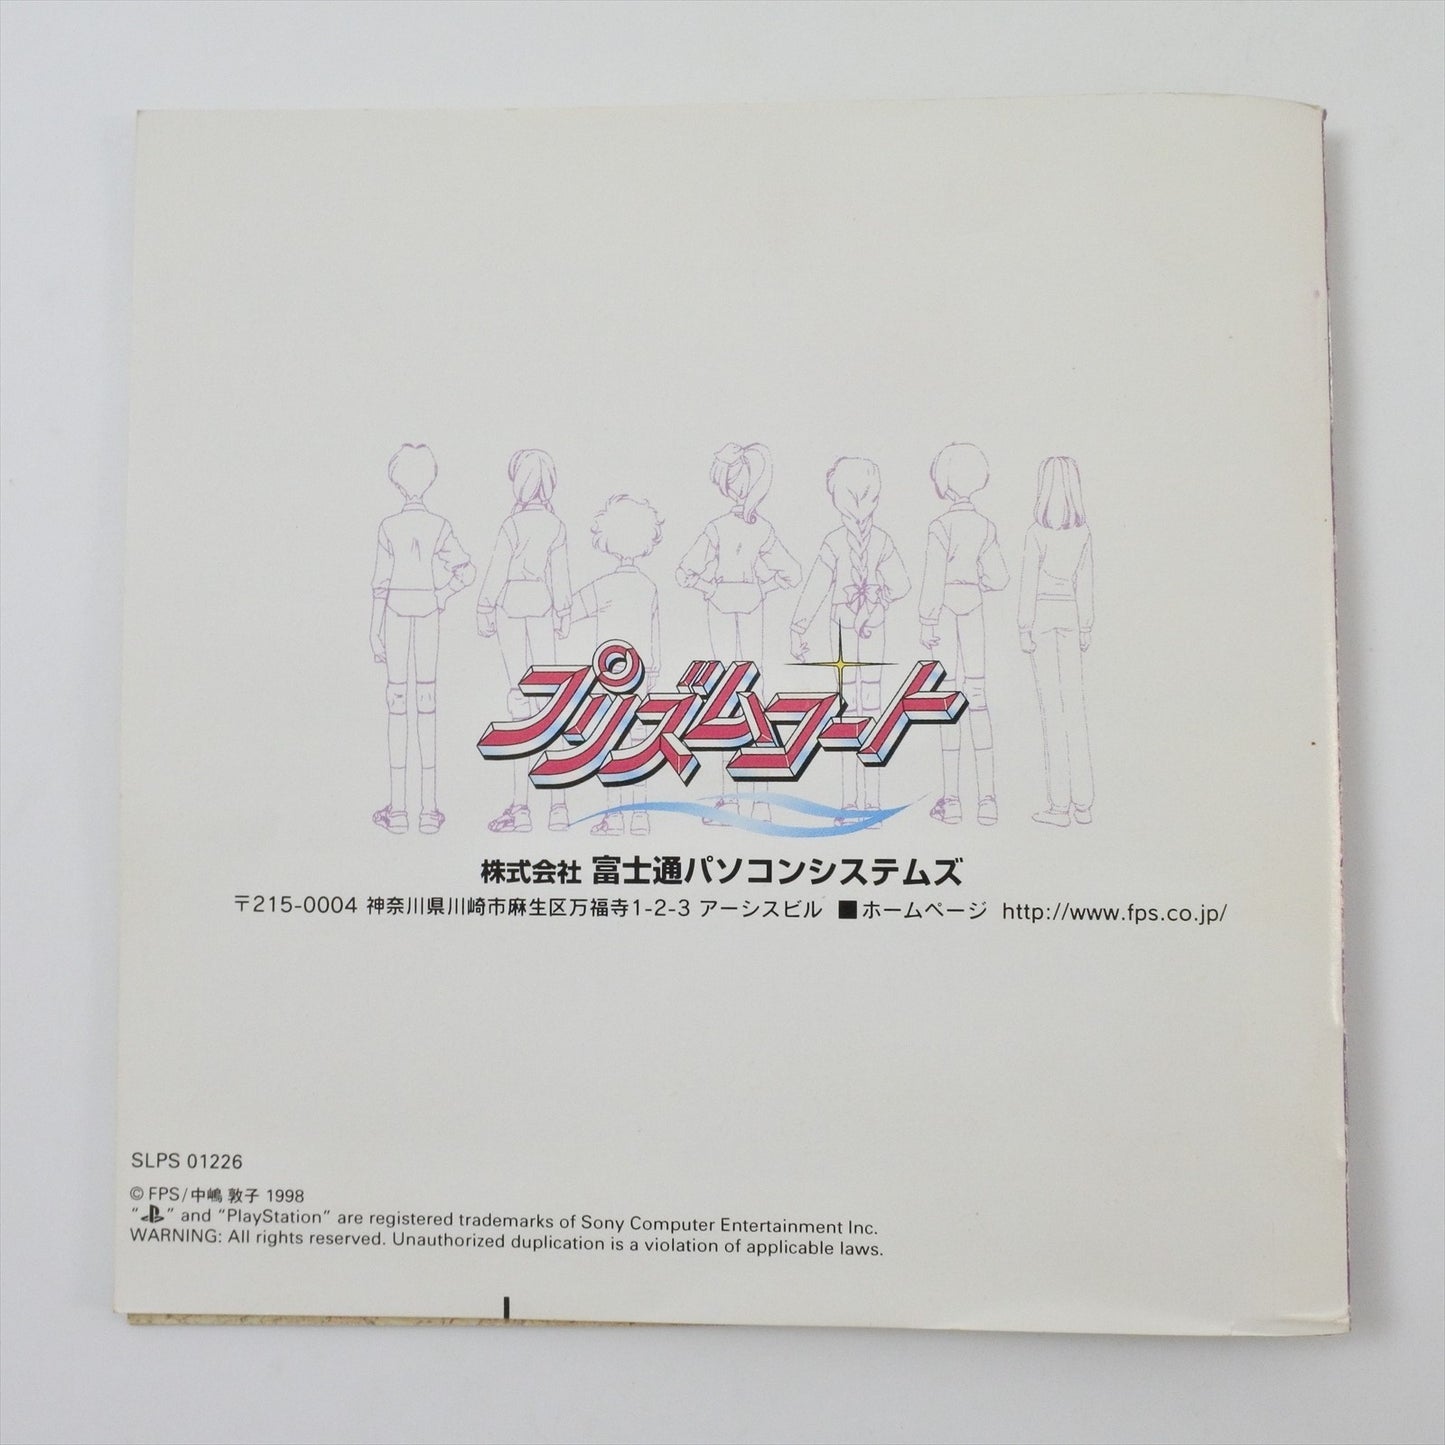 プリズムコート
株式会社 富士通パソコンシステムズ
〒215-0004 神奈川県川崎市麻生区万福寺1-2-3 アーシスビル ■ホームページ http://www.fps.co.jp/
SLPS 01226
© FPS/中嶋 敦子 1998
“ ” and “PlayStation” are registered trademarks of Sony Computer Entertainment Inc.
WARNING: All rights reserved. Unauthorized duplication is a violation of applicable laws.